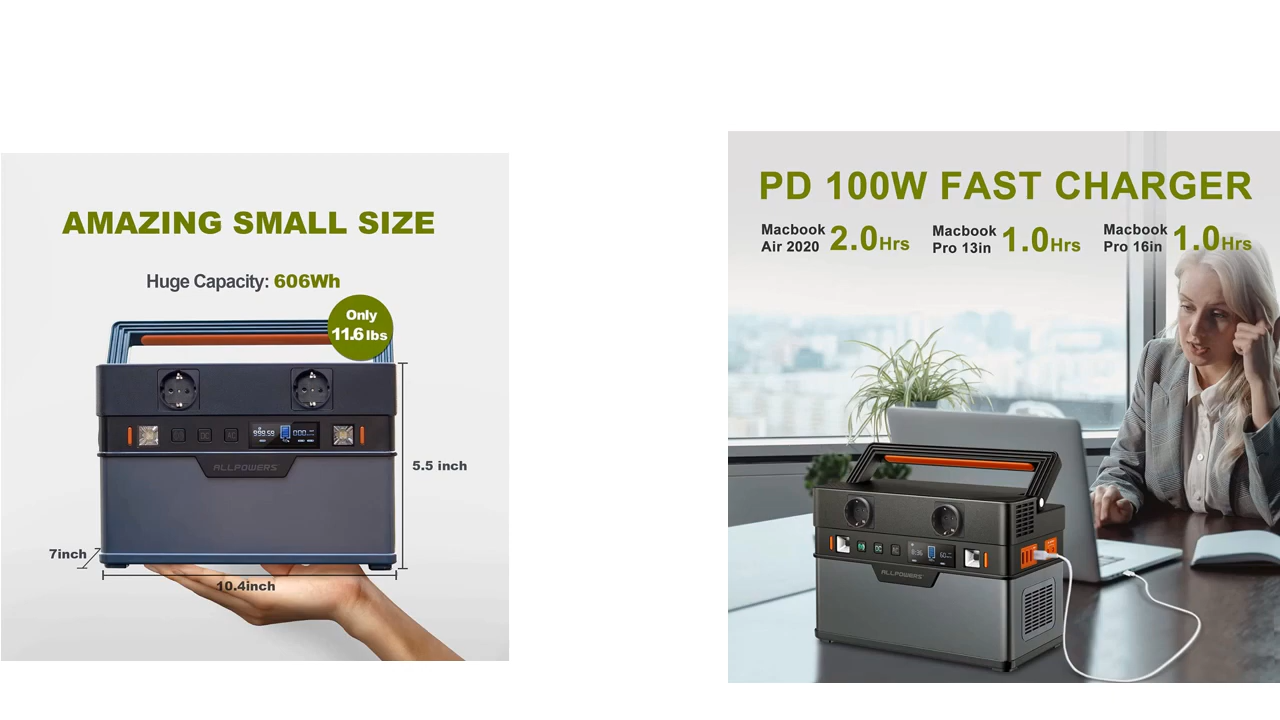 AMAZING SMALL SIZE
Huge Capacity: 606Wh
Only
11.6 lbs
ALLPOWERS
5.5 inch
7inch
10.4inch
PD 100W FAST CHARGER
Macbook
Air 2020 2.0Hrs
Macbook
Pro 13in 1.0Hrs
Macbook
Pro 16in 1.0Hrs
DC
ALLPOWERS